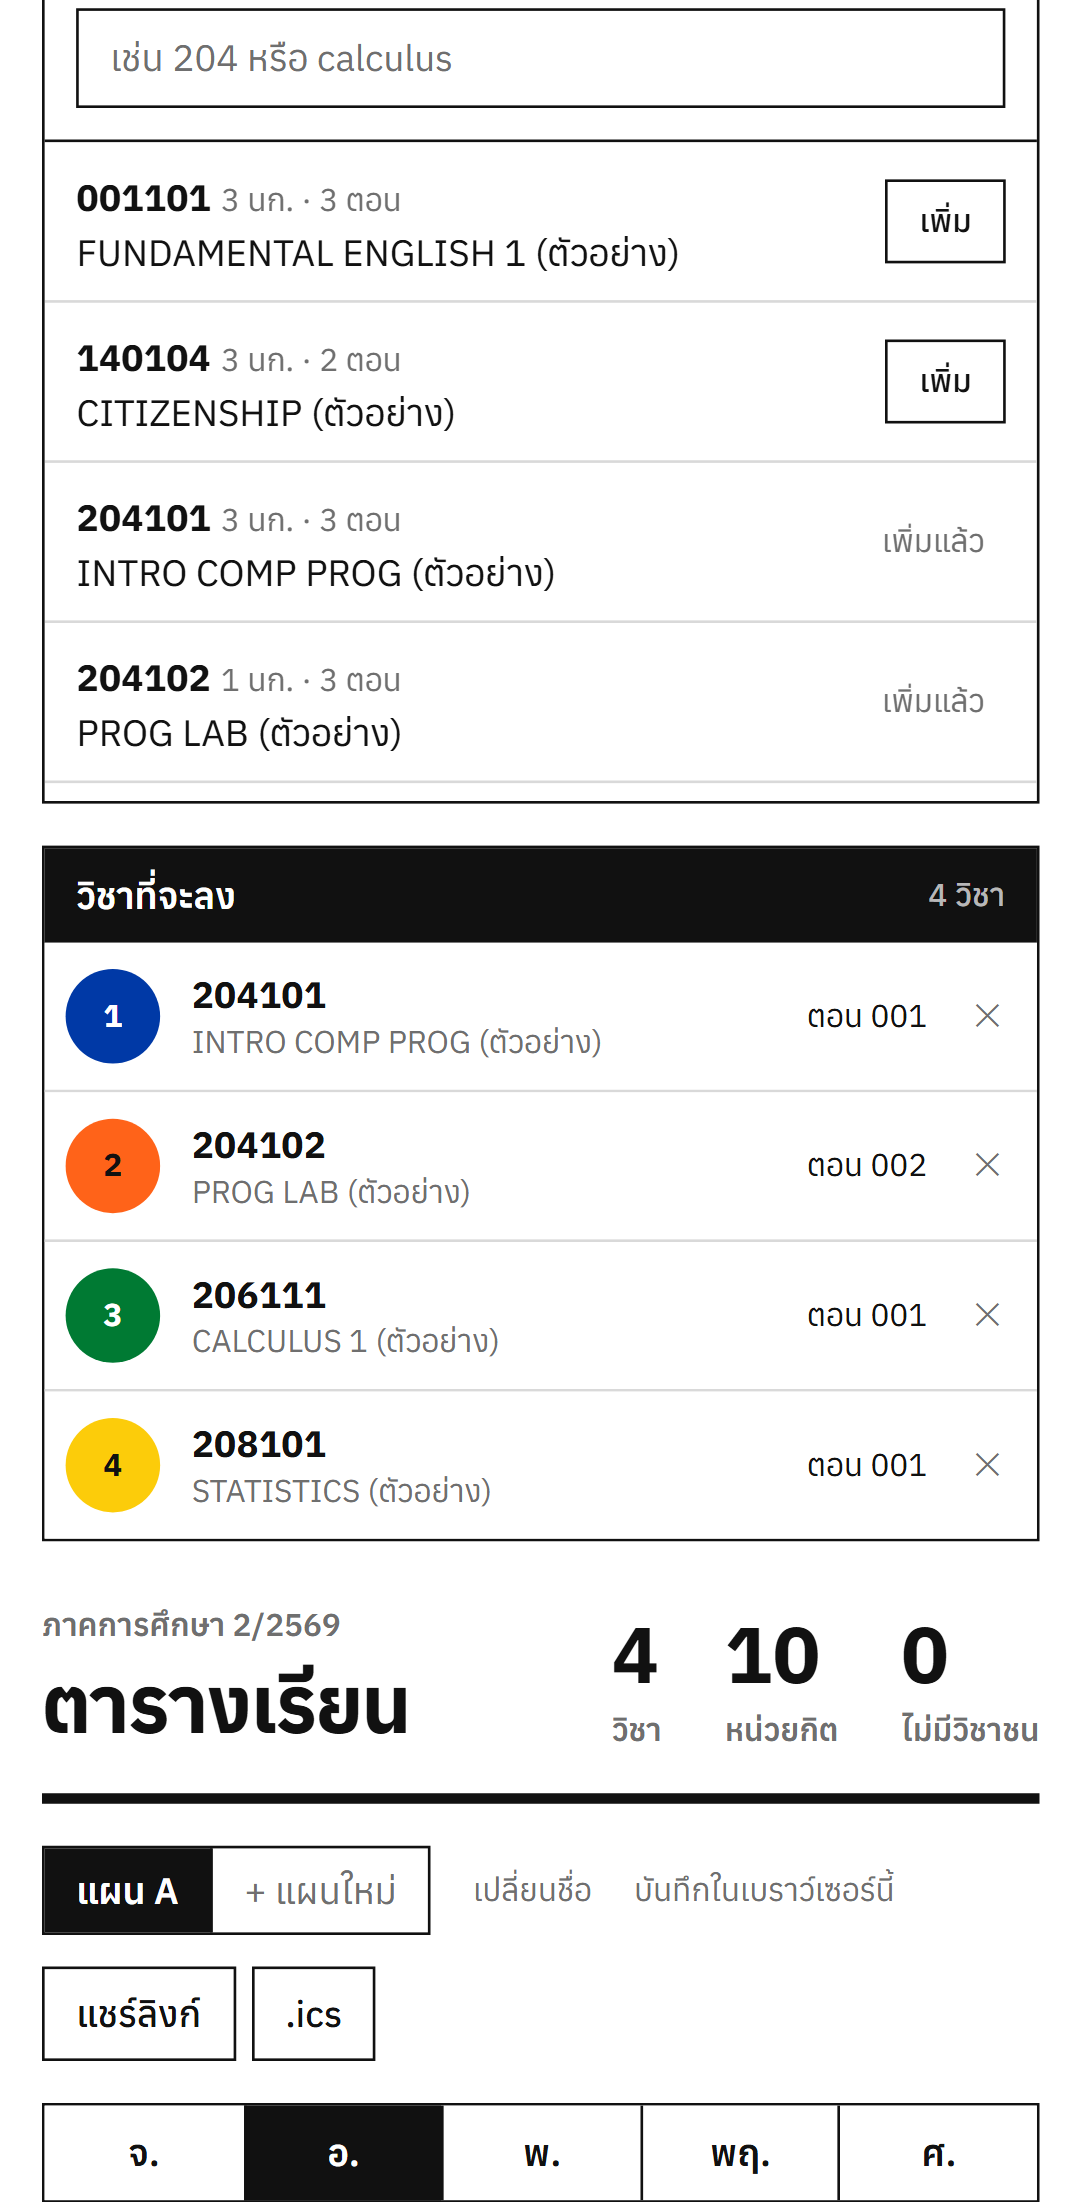 เช่น 204 หรือ calculus
001101 3 นก. · 3 ตอน
เพิ่ม
FUNDAMENTAL ENGLISH 1 (ตัวอย่าง)
140104 3 นก. · 2 ตอน
เพิ่ม
CITIZENSHIP (ตัวอย่าง)
204101 3 นก. · 3 ตอน
เพิ่มแล้ว
INTRO COMP PROG (ตัวอย่าง)
204102 1 นก. · 3 ตอน
เพิ่มแล้ว
PROG LAB (ตัวอย่าง)
วิชาที่จะลง 4 วิชา
1 204101 ตอน 001 ×
INTRO COMP PROG (ตัวอย่าง)
2 204102 ตอน 002 ×
PROG LAB (ตัวอย่าง)
3 206111 ตอน 001 ×
CALCULUS 1 (ตัวอย่าง)
4 208101 ตอน 001 ×
STATISTICS (ตัวอย่าง)
ภาคการศึกษา 2/2569
ตารางเรียน
4 10 0
วิชา หน่วยกิต ไม่มีวิชาชน
แผน A + แผนใหม่ เปลี่ยนชื่อ บันทึกในเบราว์เซอร์นี้
แชร์ลิงก์ .ics
จ. อ. พ. พฤ. ศ.